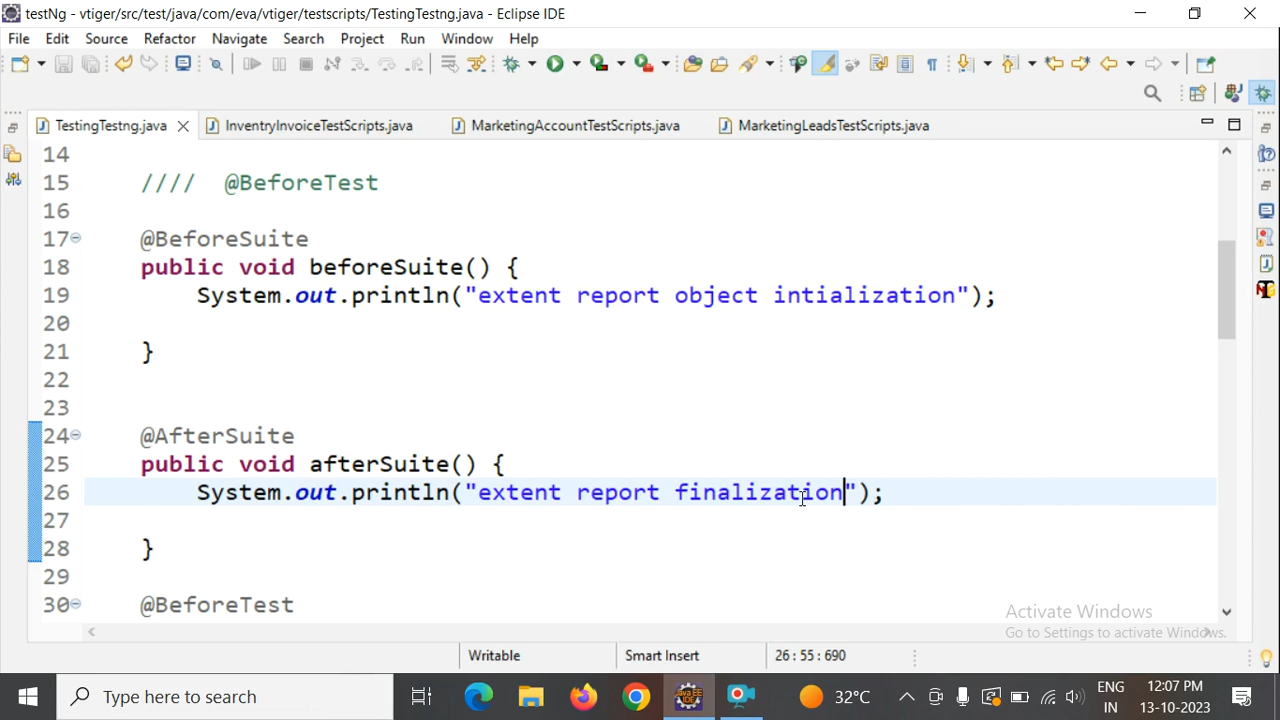 testNg - vtiger/src/test/java/com/eva/vtiger/testscripts/TestingTestng.java - Eclipse IDE
File Edit Source Refactor Navigate Search Project Run Window Help
TestingTestng.java InventryInvoiceTestScripts.java MarketingAccountTestScripts.java MarketingLeadsTestScripts.java
14
15 //// @BeforeTest
16
17 @BeforeSuite
18 public void beforeSuite() {
19 System.out.println("extent report object intialization");
20
21 }
22
23
24 @AfterSuite
25 public void afterSuite() {
26 System.out.println("extent report finalization");
27
28 }
29
30 @BeforeTest
Activate Windows
Go to Settings to activate Windows.
Writable Smart Insert 26 : 55 : 690
Type here to search
32°C
ENG
IN
12:07 PM
13-10-2023